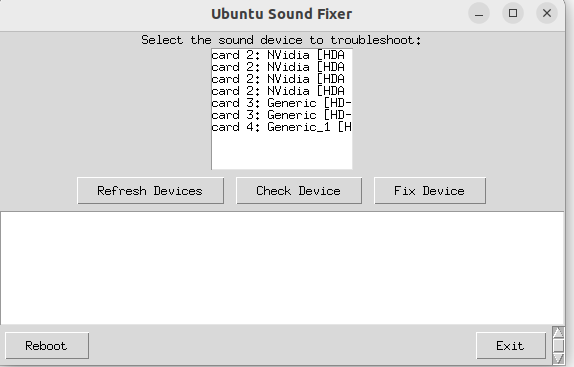 Ubuntu Sound Fixer
Select the sound device to troubleshoot:
card 2: NVidia [HDA
card 2: NVidia [HDA
card 2: NVidia [HDA
card 2: NVidia [HDA
card 3: Generic [HD-
card 3: Generic [HD-
card 4: Generic_1 [H
Refresh Devices Check Device Fix Device
Reboot Exit